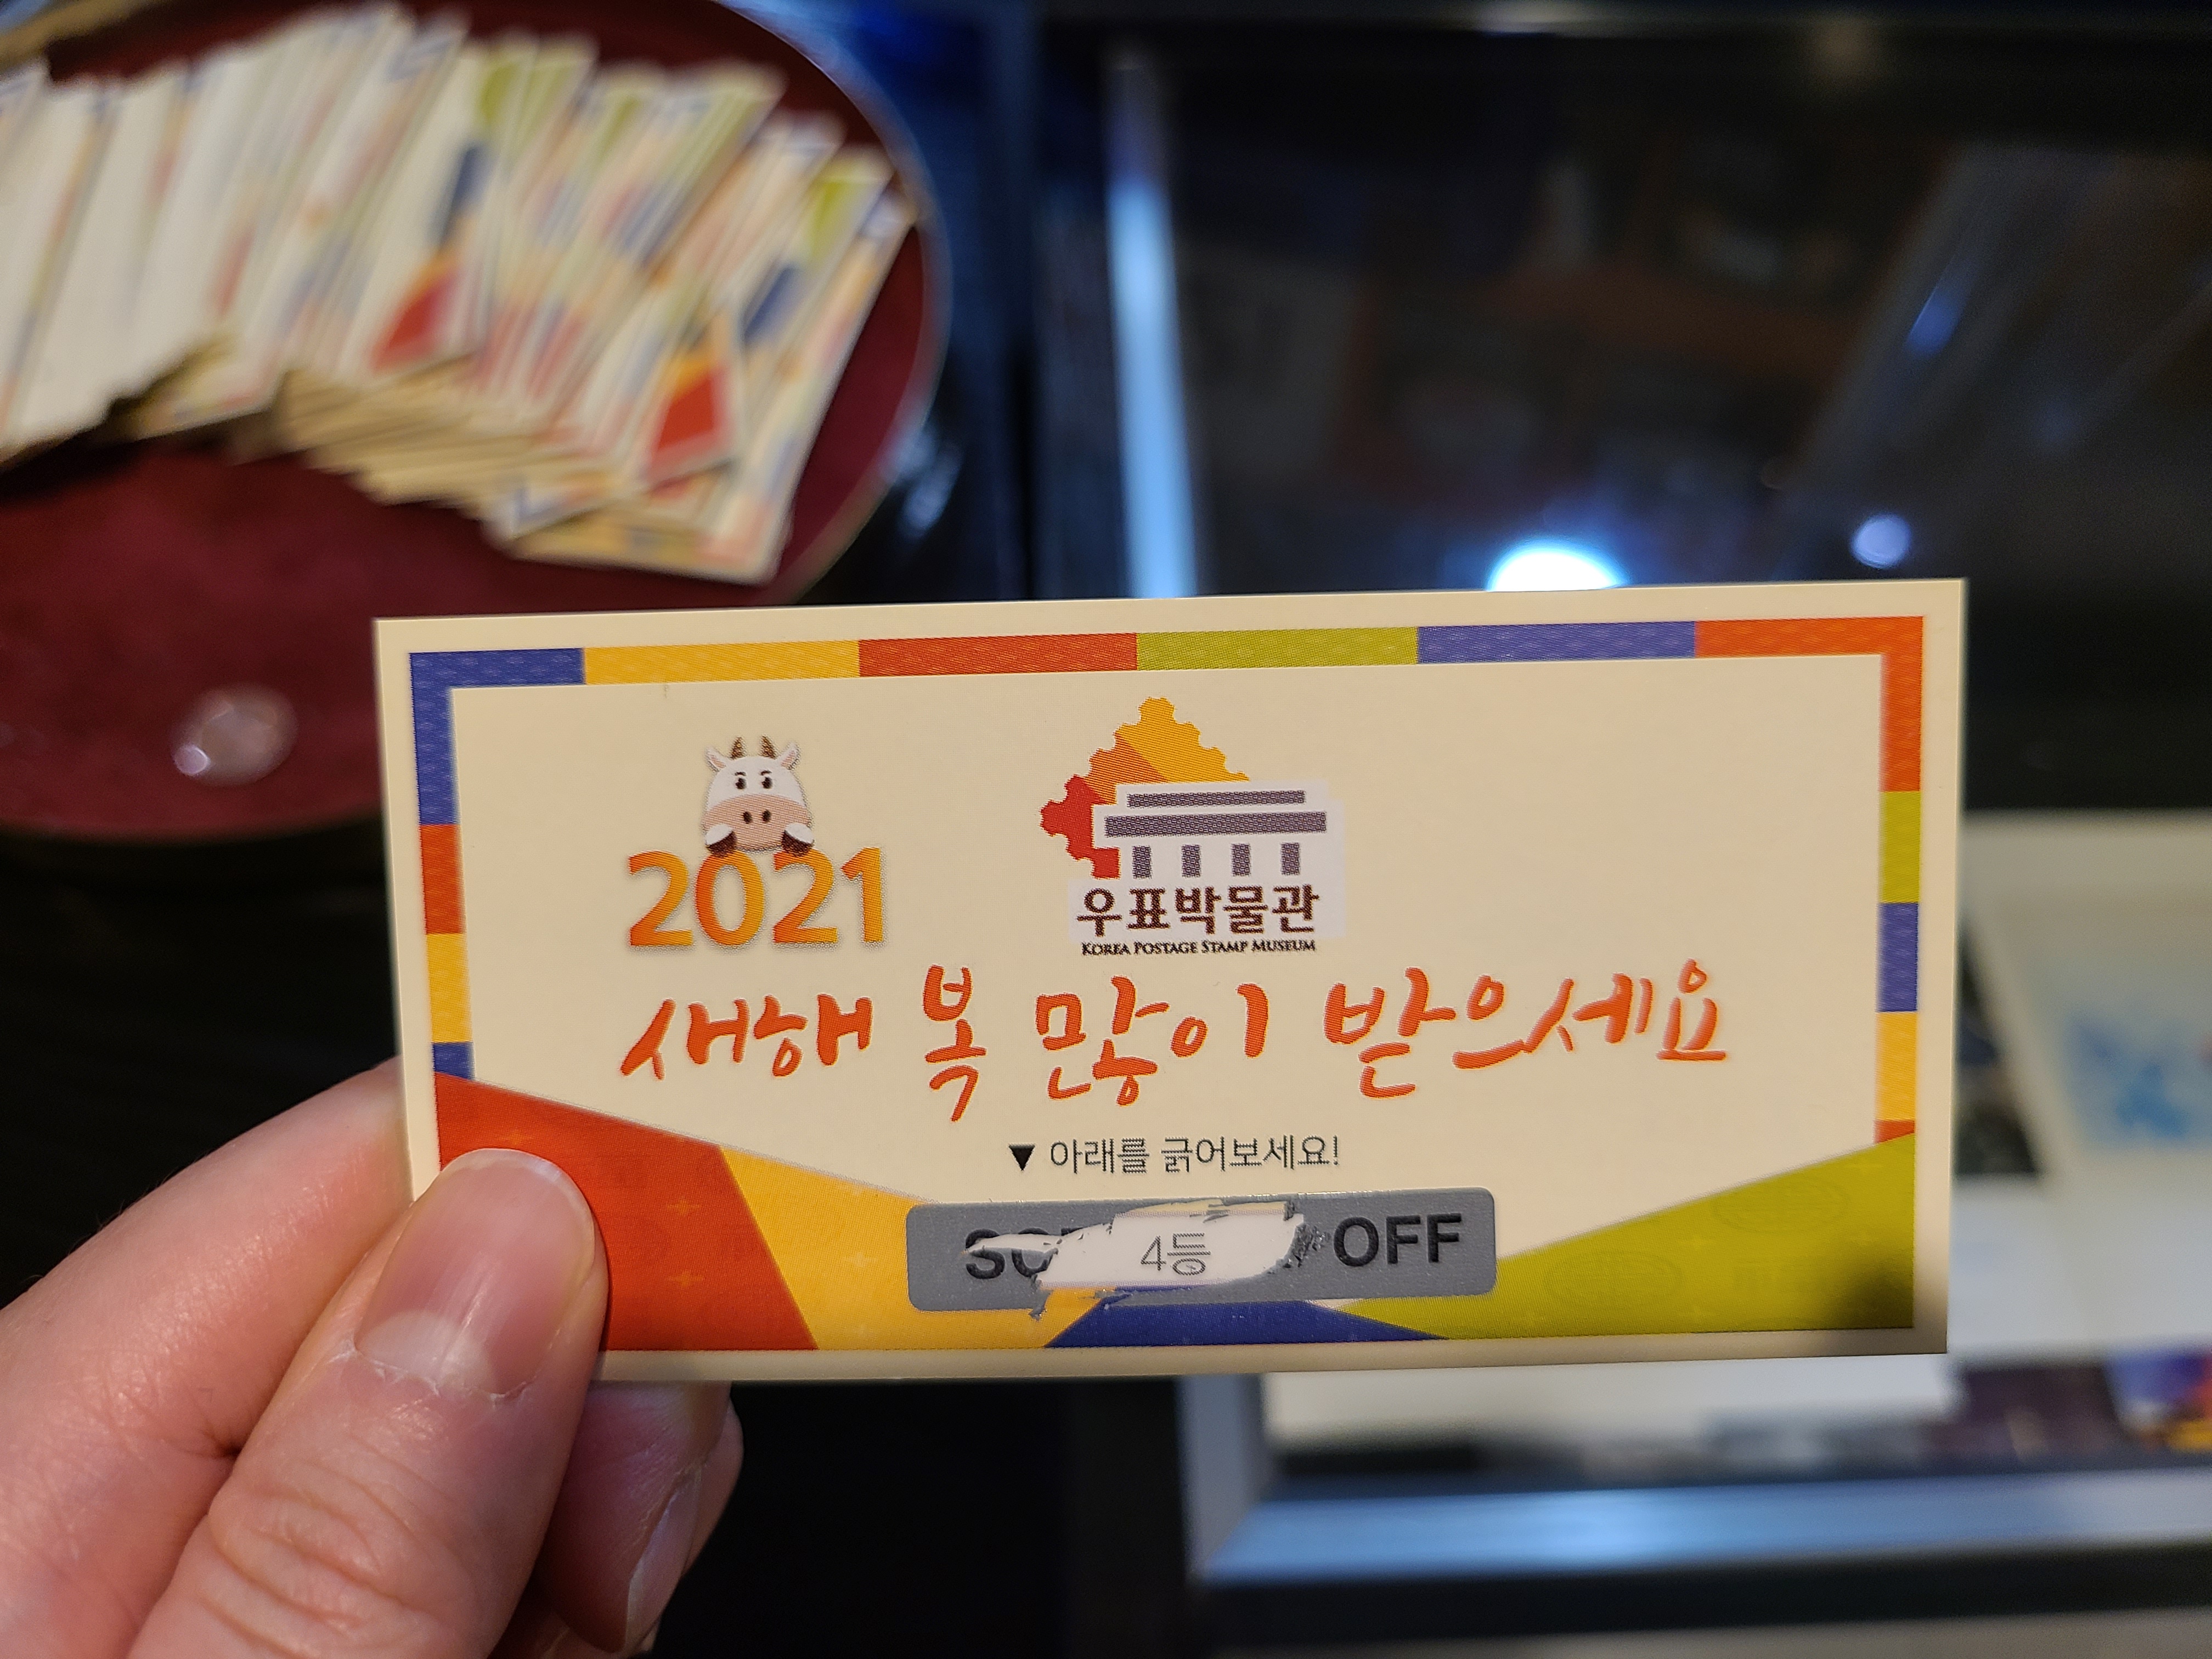 2021
우표박물관
KOREA POSTAGE STAMP MUSEUM
새해 복 많이 받으세요
▼ 아래를 긁어보세요!
4등 OFF